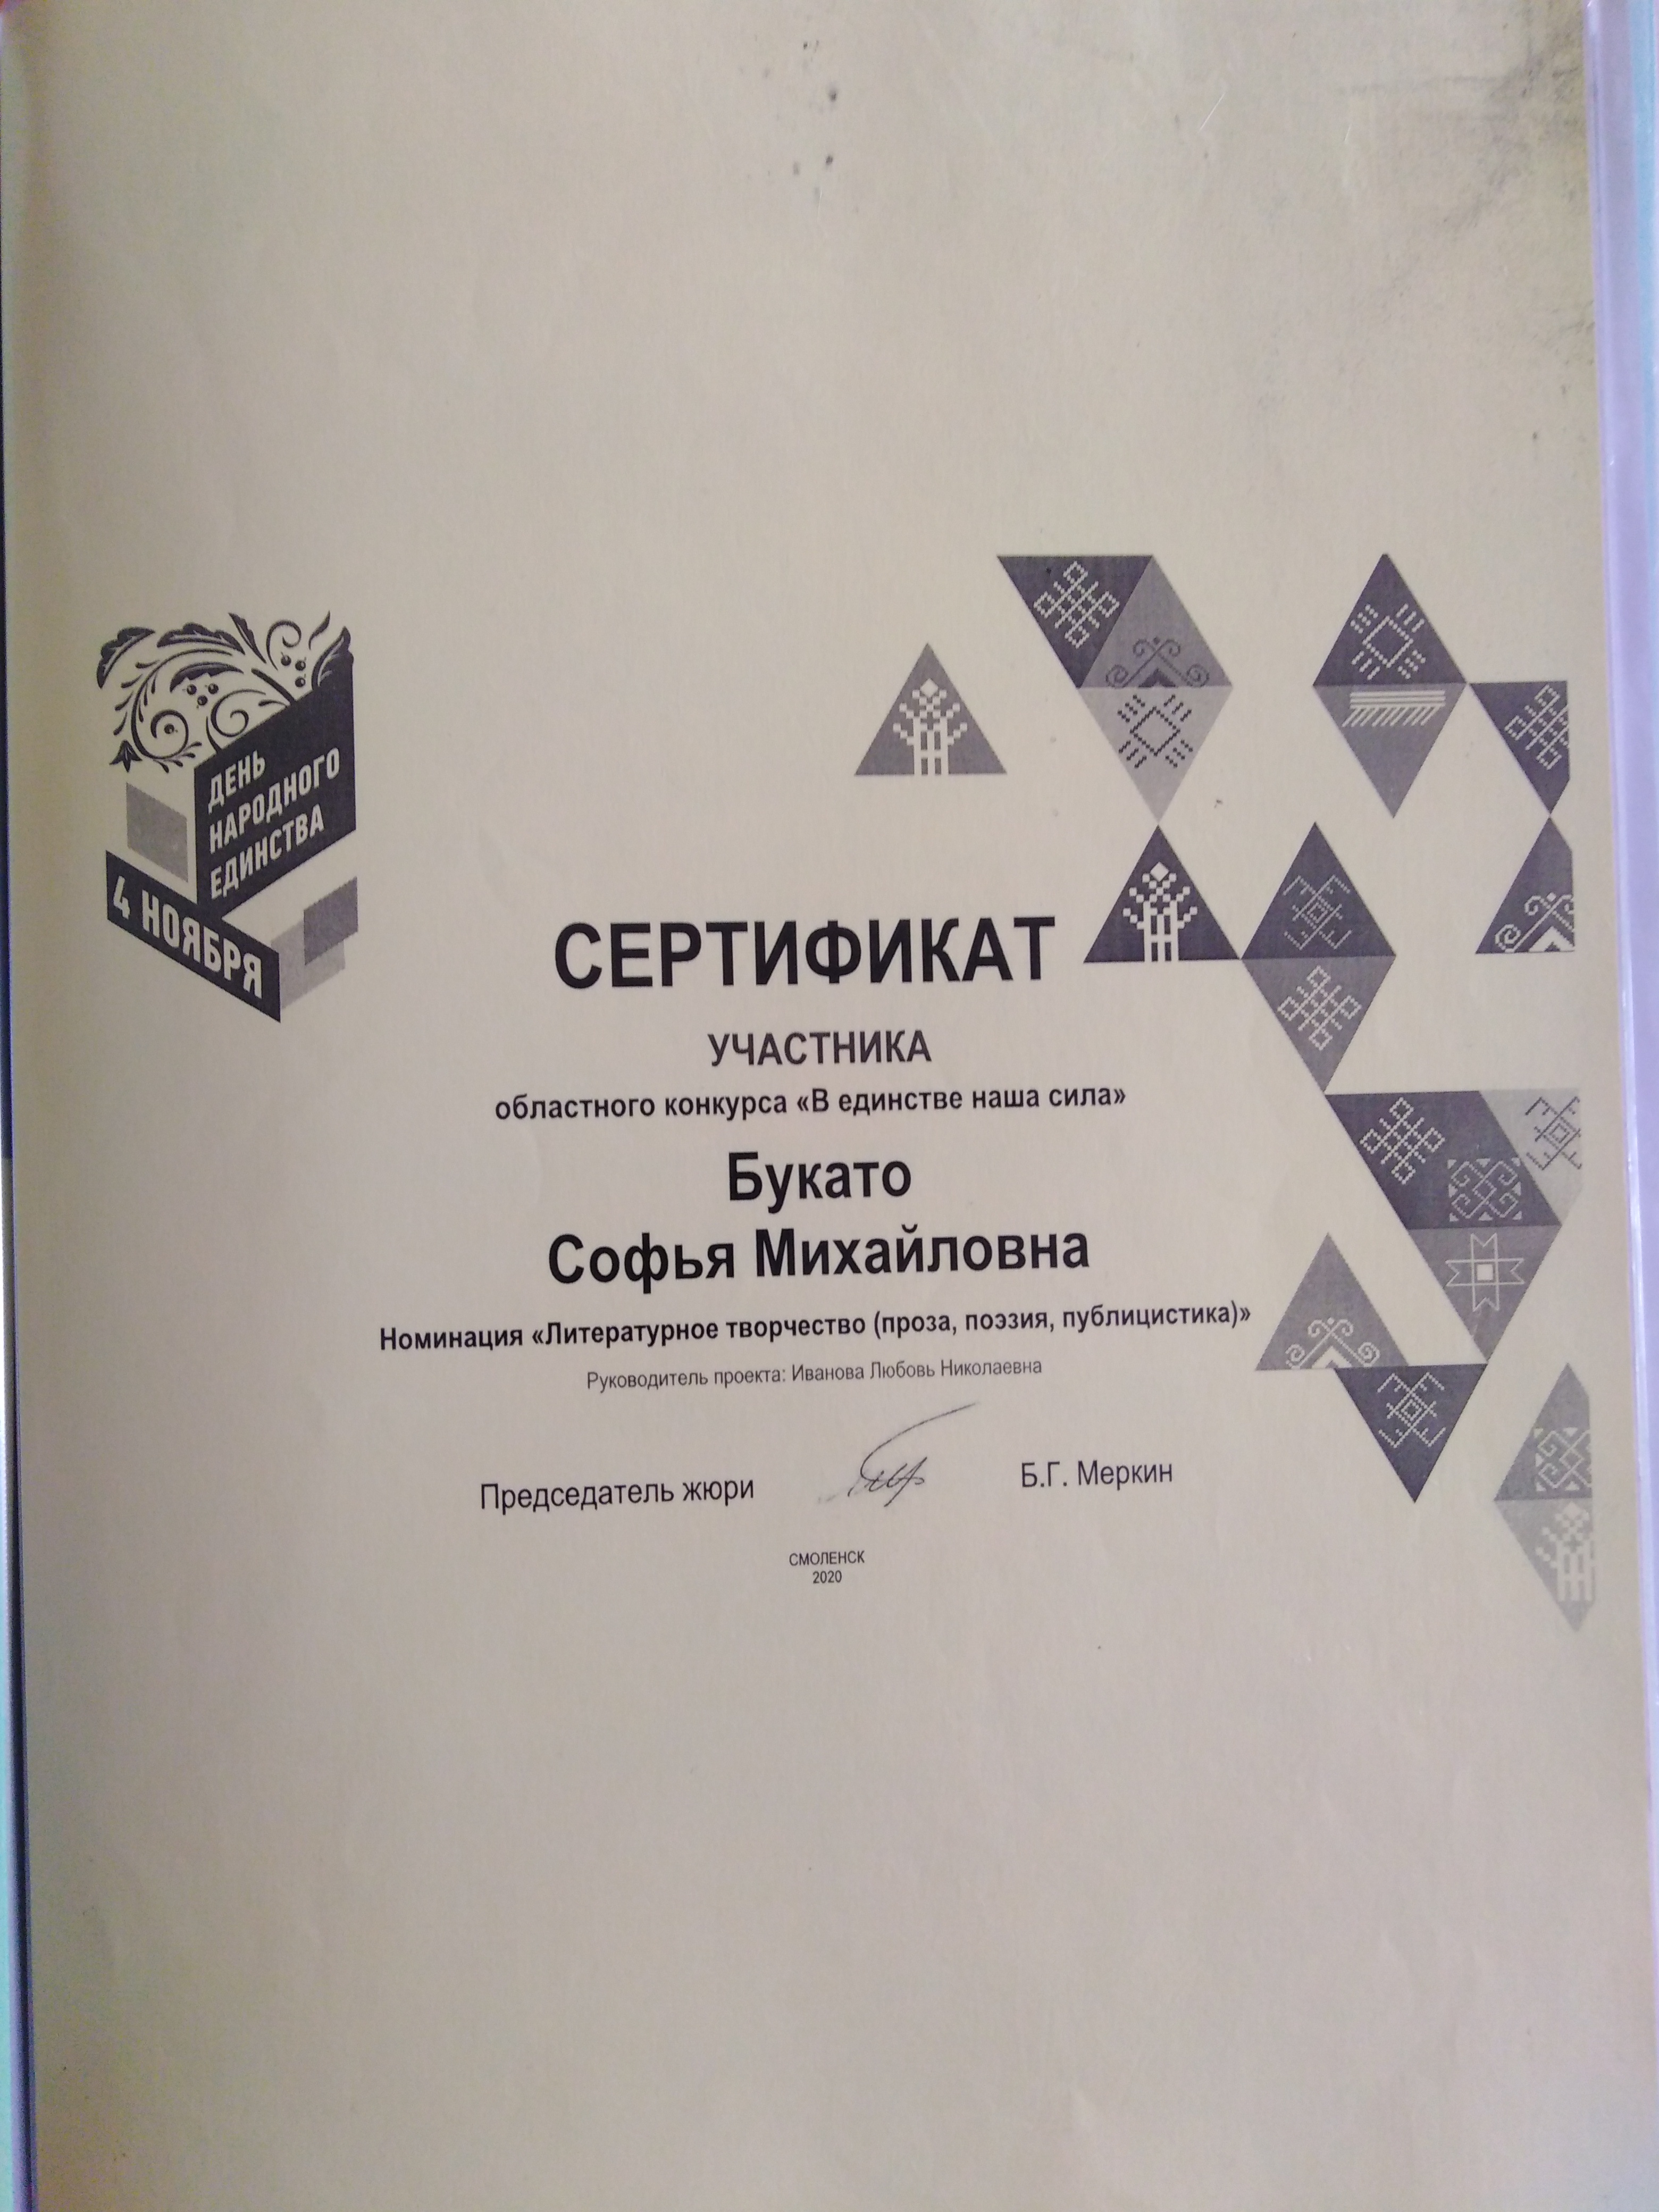 ДЕНЬ
НАРОДНОГО
ЕДИНСТВА
4 НОЯБРЯ
СЕРТИФИКАТ
УЧАСТНИКА
областного конкурса «В единстве наша сила»
Букато
Софья Михайловна
Номинация «Литературное творчество (проза, поэзия, публицистика)»
Руководитель проекта: Иванова Любовь Николаевна
Председатель жюри Б.Г. Меркин
СМОЛЕНСК
2020